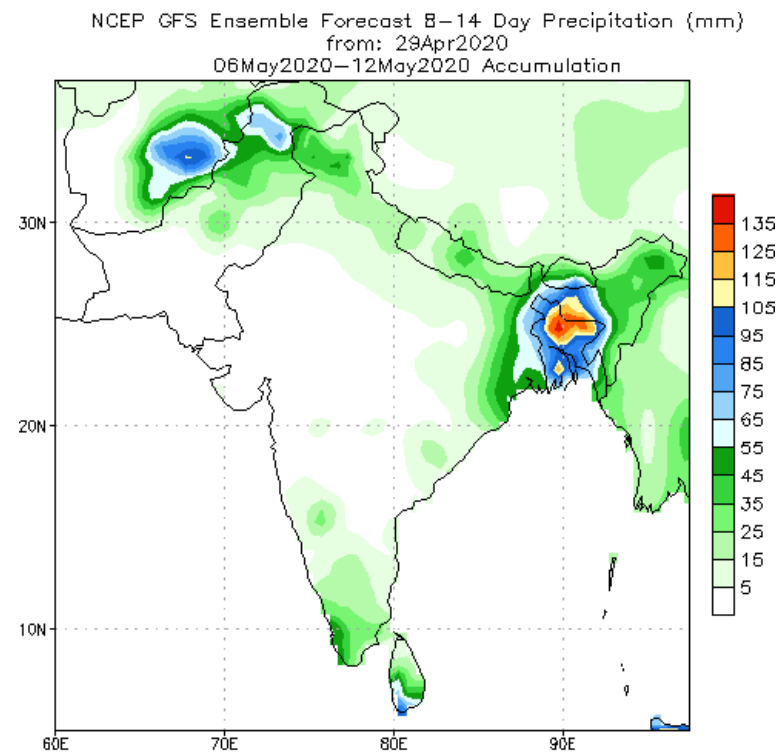 NCEP GFS Ensemble Forecast 8-14 Day Precipitation (mm)
from: 29Apr2020
06May2020-12May2020 Accumulation
30N
20N
10N
60E
70E
80E
90E
135
125
115
105
95
85
75
65
55
45
35
25
15
5